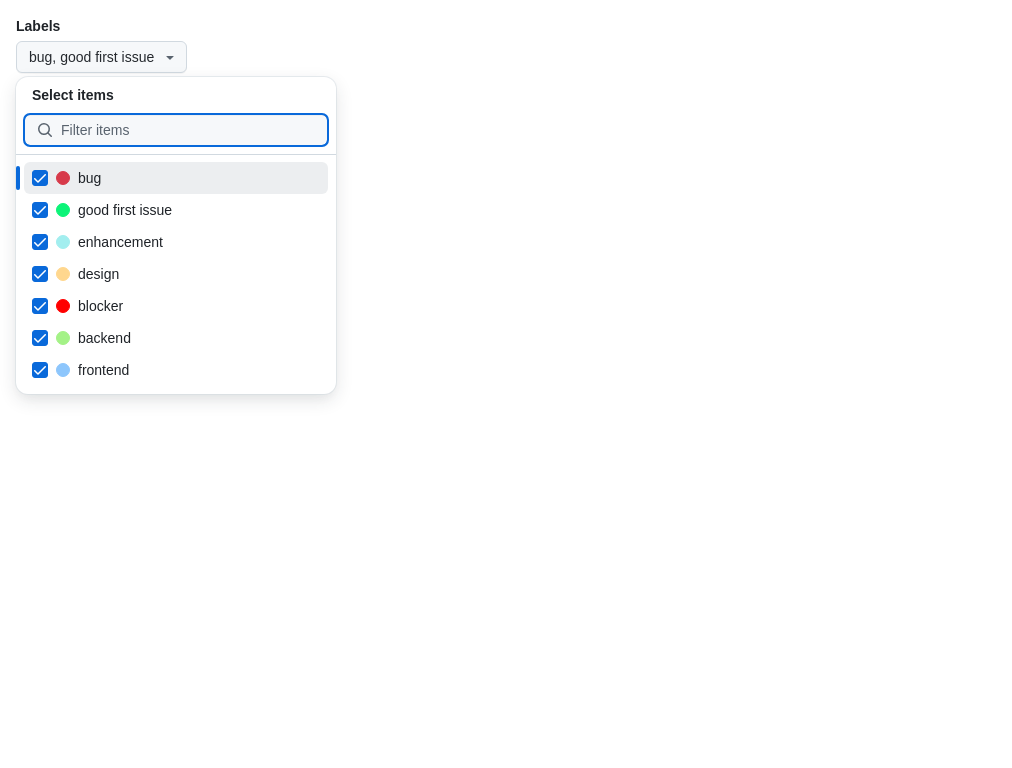 Labels
bug, good first issue
Select items
Filter items
bug
good first issue
enhancement
design
blocker
backend
frontend